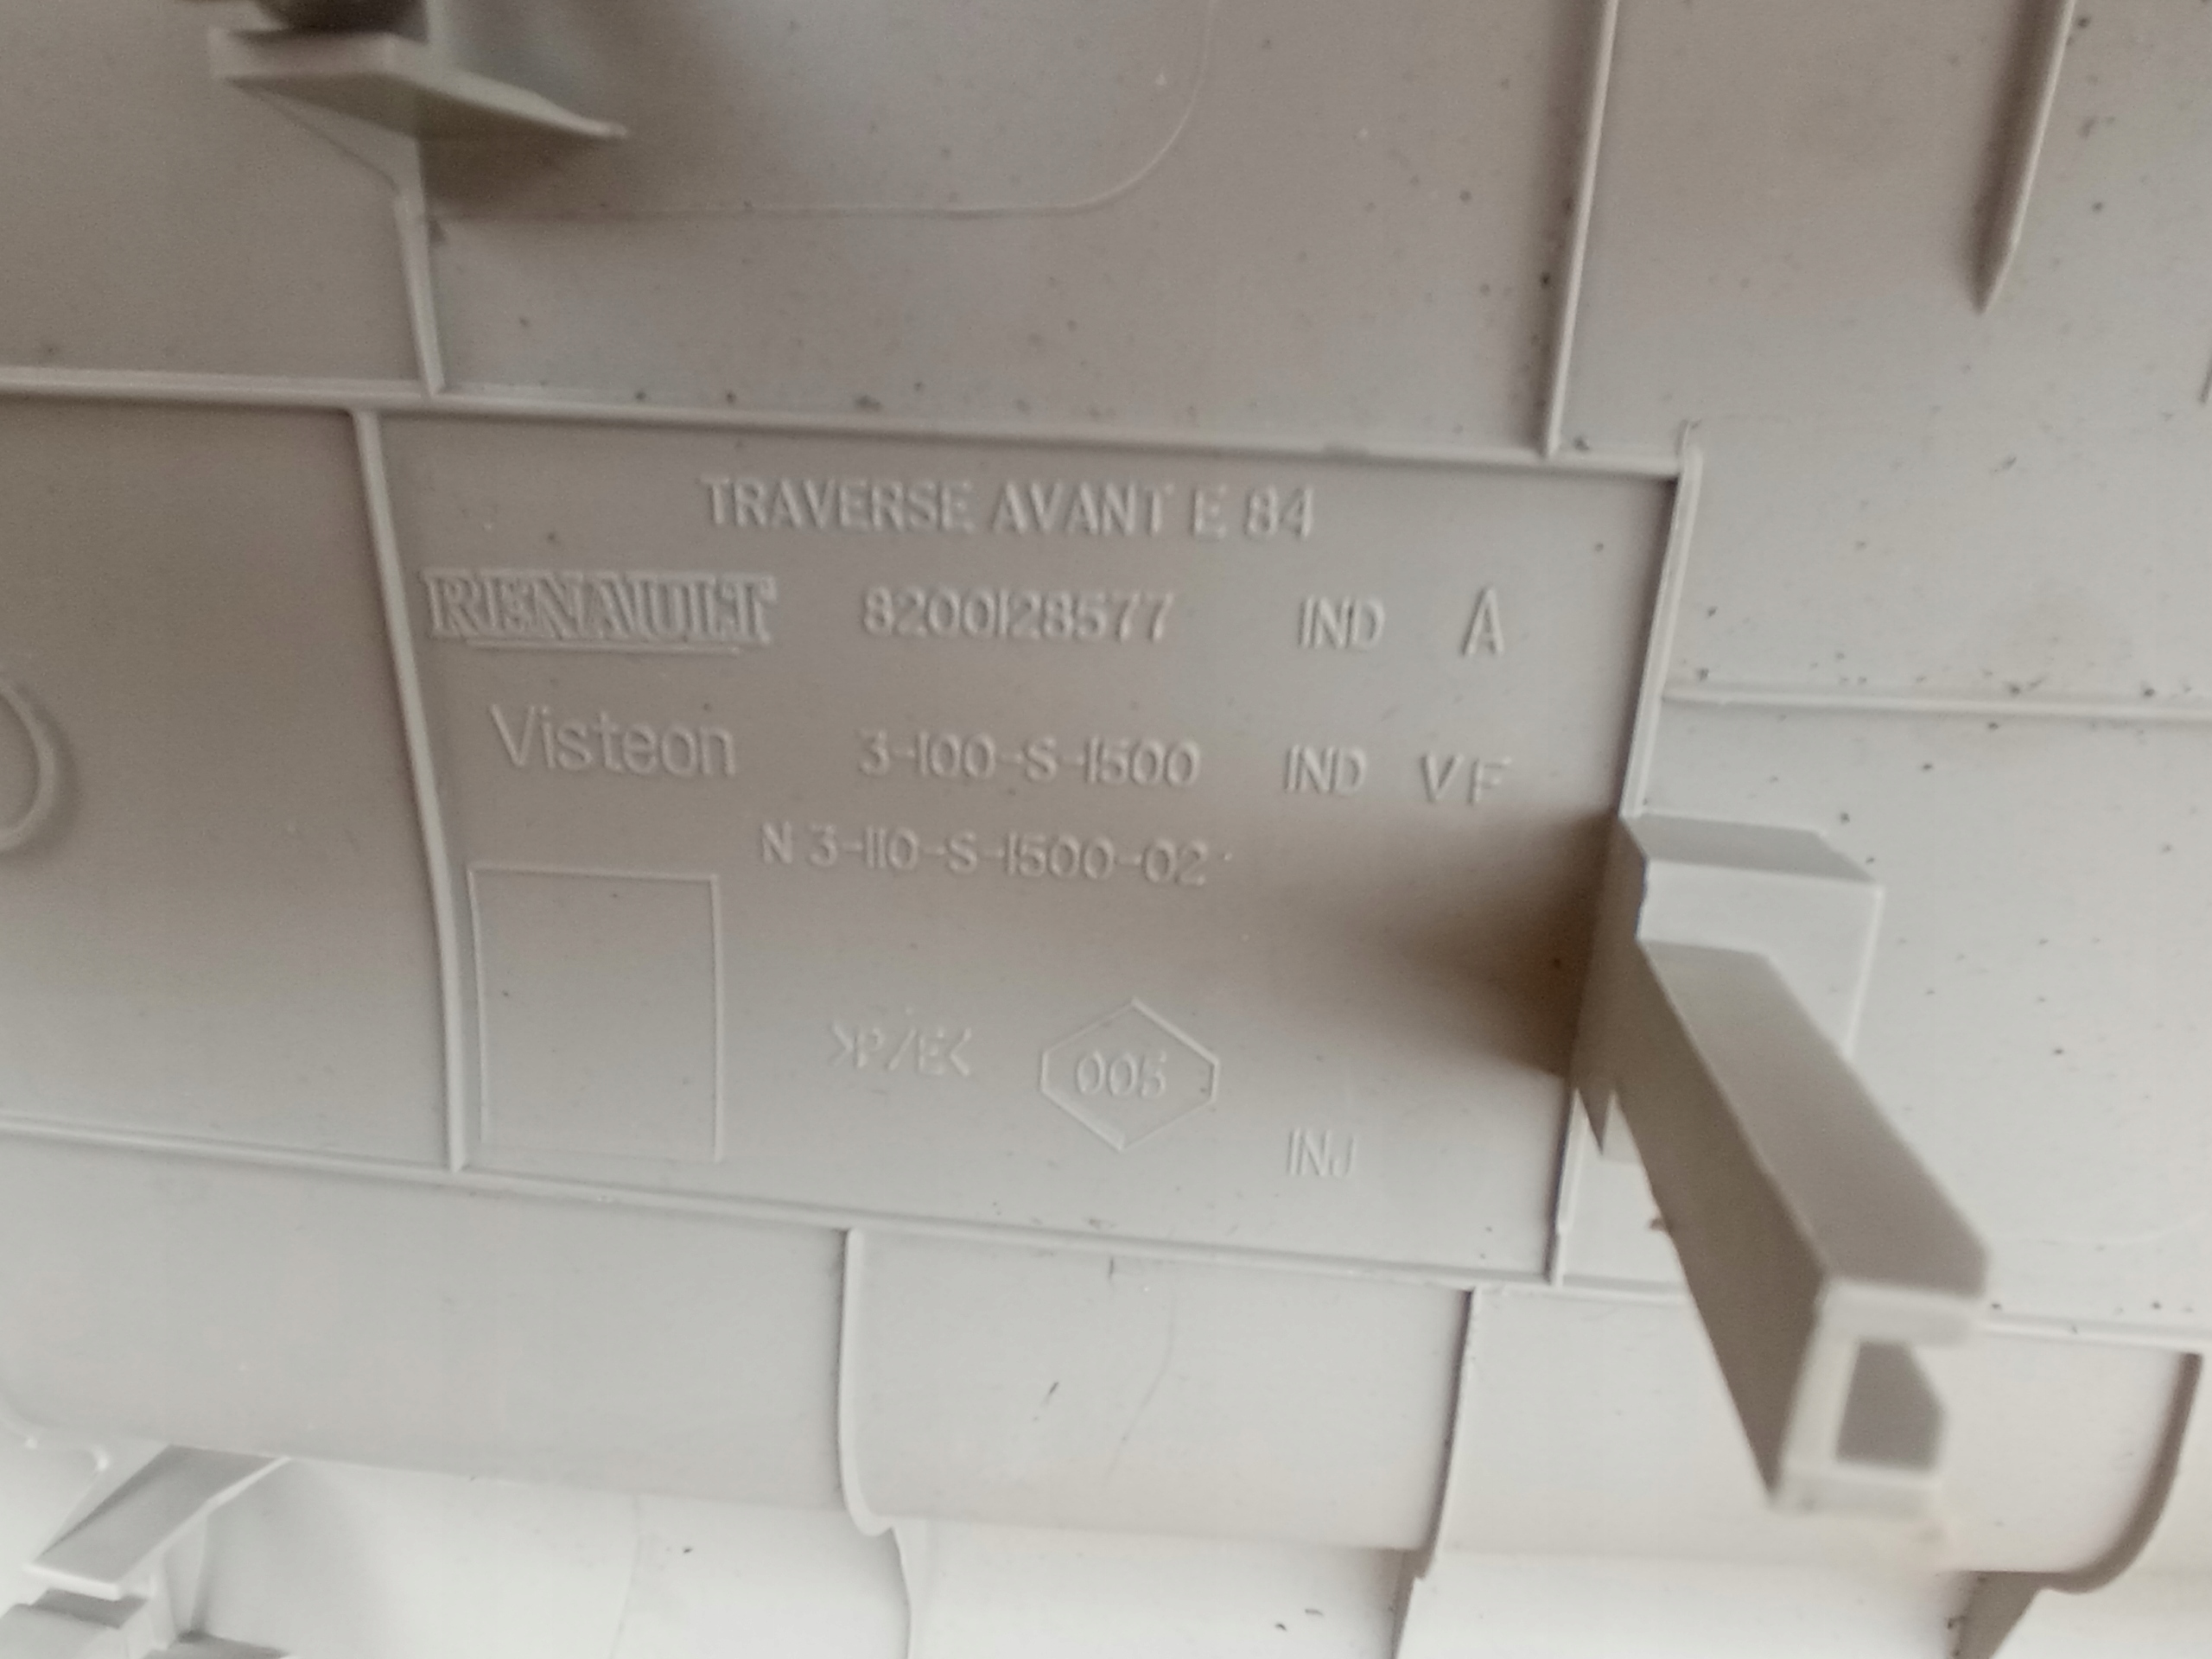 TRAVERSE AVANT E 84
RENAULT 8200128577 IND A
Visteon 3-100-S-1500 IND VF
N 3-110-S-1500-02
>P/E<
005
INJ